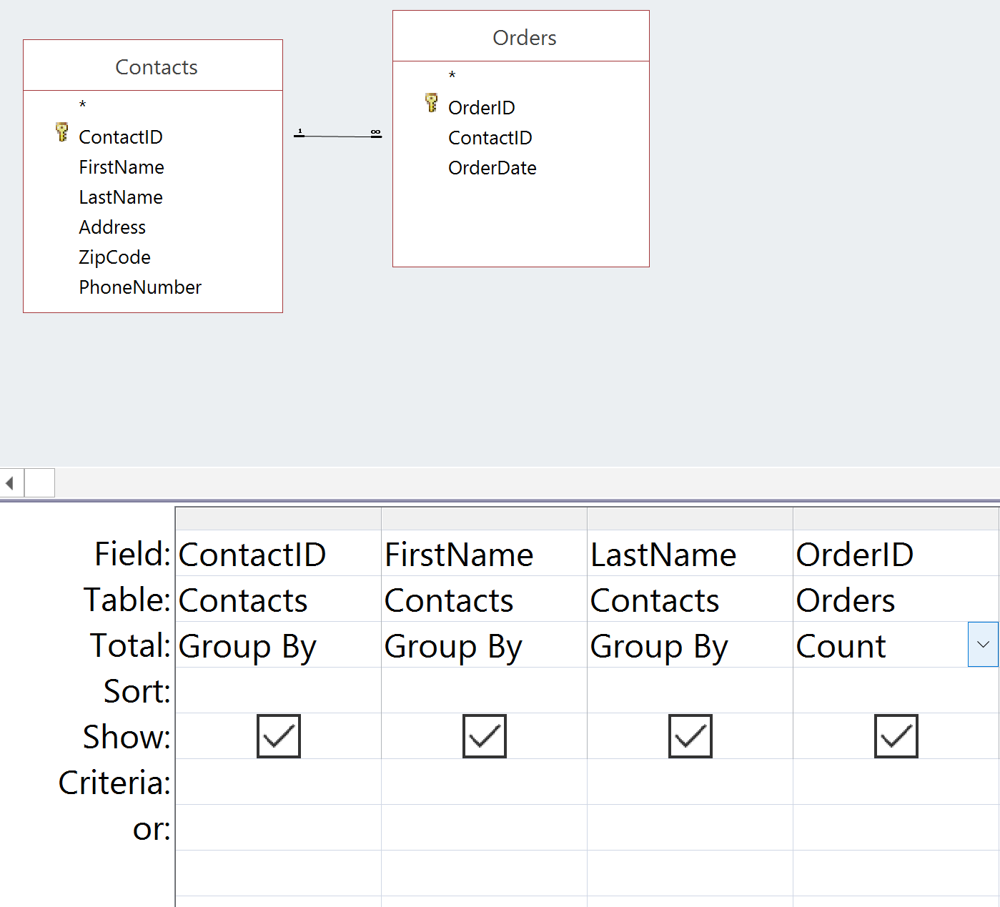 Contacts
*
ContactID
FirstName
LastName
Address
ZipCode
PhoneNumber
1 ∞
Orders
*
OrderID
ContactID
OrderDate
Field: ContactID FirstName LastName OrderID
Table: Contacts Contacts Contacts Orders
Total: Group By Group By Group By Count
Sort:
Show:
Criteria:
or: